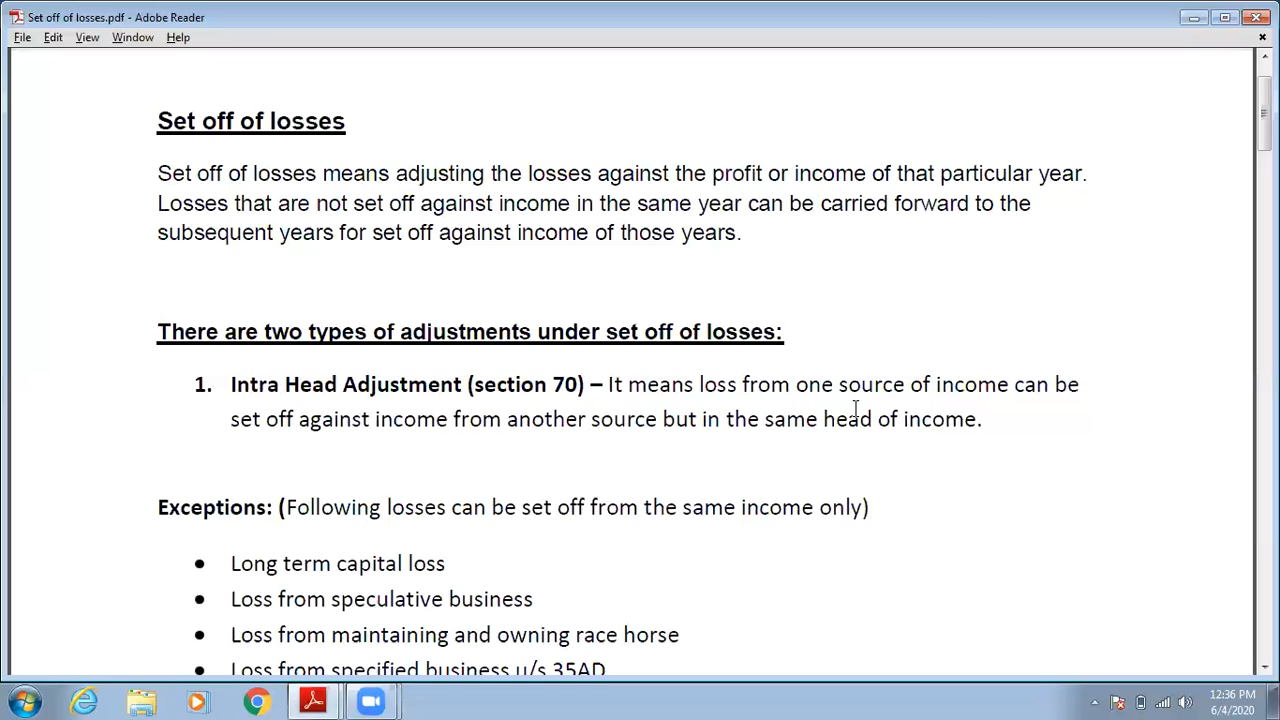 Set off of losses.pdf - Adobe Reader
File Edit View Window Help
Set off of losses
Set off of losses means adjusting the losses against the profit or income of that particular year.
Losses that are not set off against income in the same year can be carried forward to the
subsequent years for set off against income of those years.
There are two types of adjustments under set off of losses:
1. Intra Head Adjustment (section 70) – It means loss from one source of income can be
set off against income from another source but in the same head of income.
Exceptions: (Following losses can be set off from the same income only)
• Long term capital loss
• Loss from speculative business
• Loss from maintaining and owning race horse
• Loss from specified business u/s 35AD
12:36 PM
6/4/2020